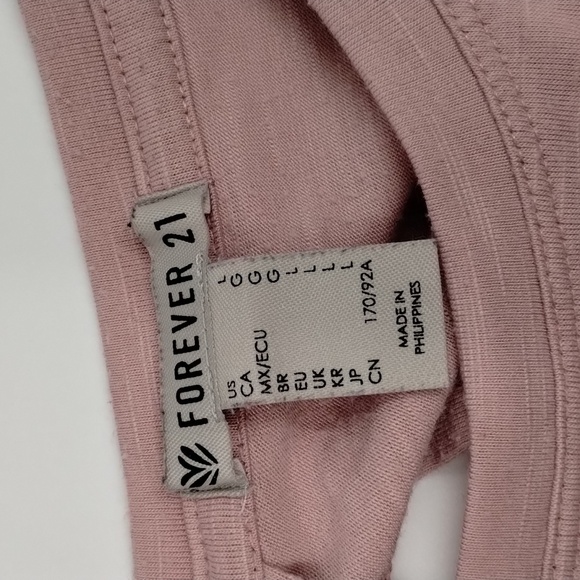 FOREVER 21
US L
CA G
MX/ECU G
BR G
EU L
UK L
KR L
JP L
CN 170/92A
MADE IN
PHILIPPINES